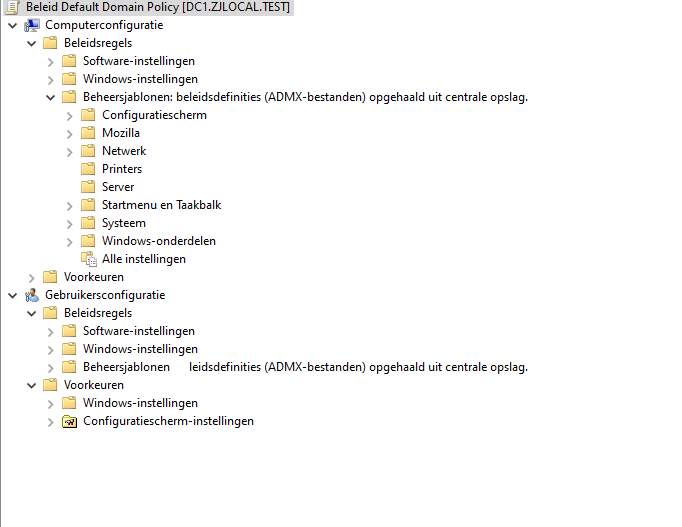 Beleid Default Domain Policy [DC1.ZJLOCAL.TEST]
Computerconfiguratie
Beleidsregels
Software-instellingen
Windows-instellingen
Beheersjablonen: beleidsdefinities (ADMX-bestanden) opgehaald uit centrale opslag.
Configuratiescherm
Mozilla
Netwerk
Printers
Server
Startmenu en Taakbalk
Systeem
Windows-onderdelen
Alle instellingen
Voorkeuren
Gebruikersconfiguratie
Beleidsregels
Software-instellingen
Windows-instellingen
Beheersjablonen leidsdefinities (ADMX-bestanden) opgehaald uit centrale opslag.
Voorkeuren
Windows-instellingen
Configuratiescherm-instellingen